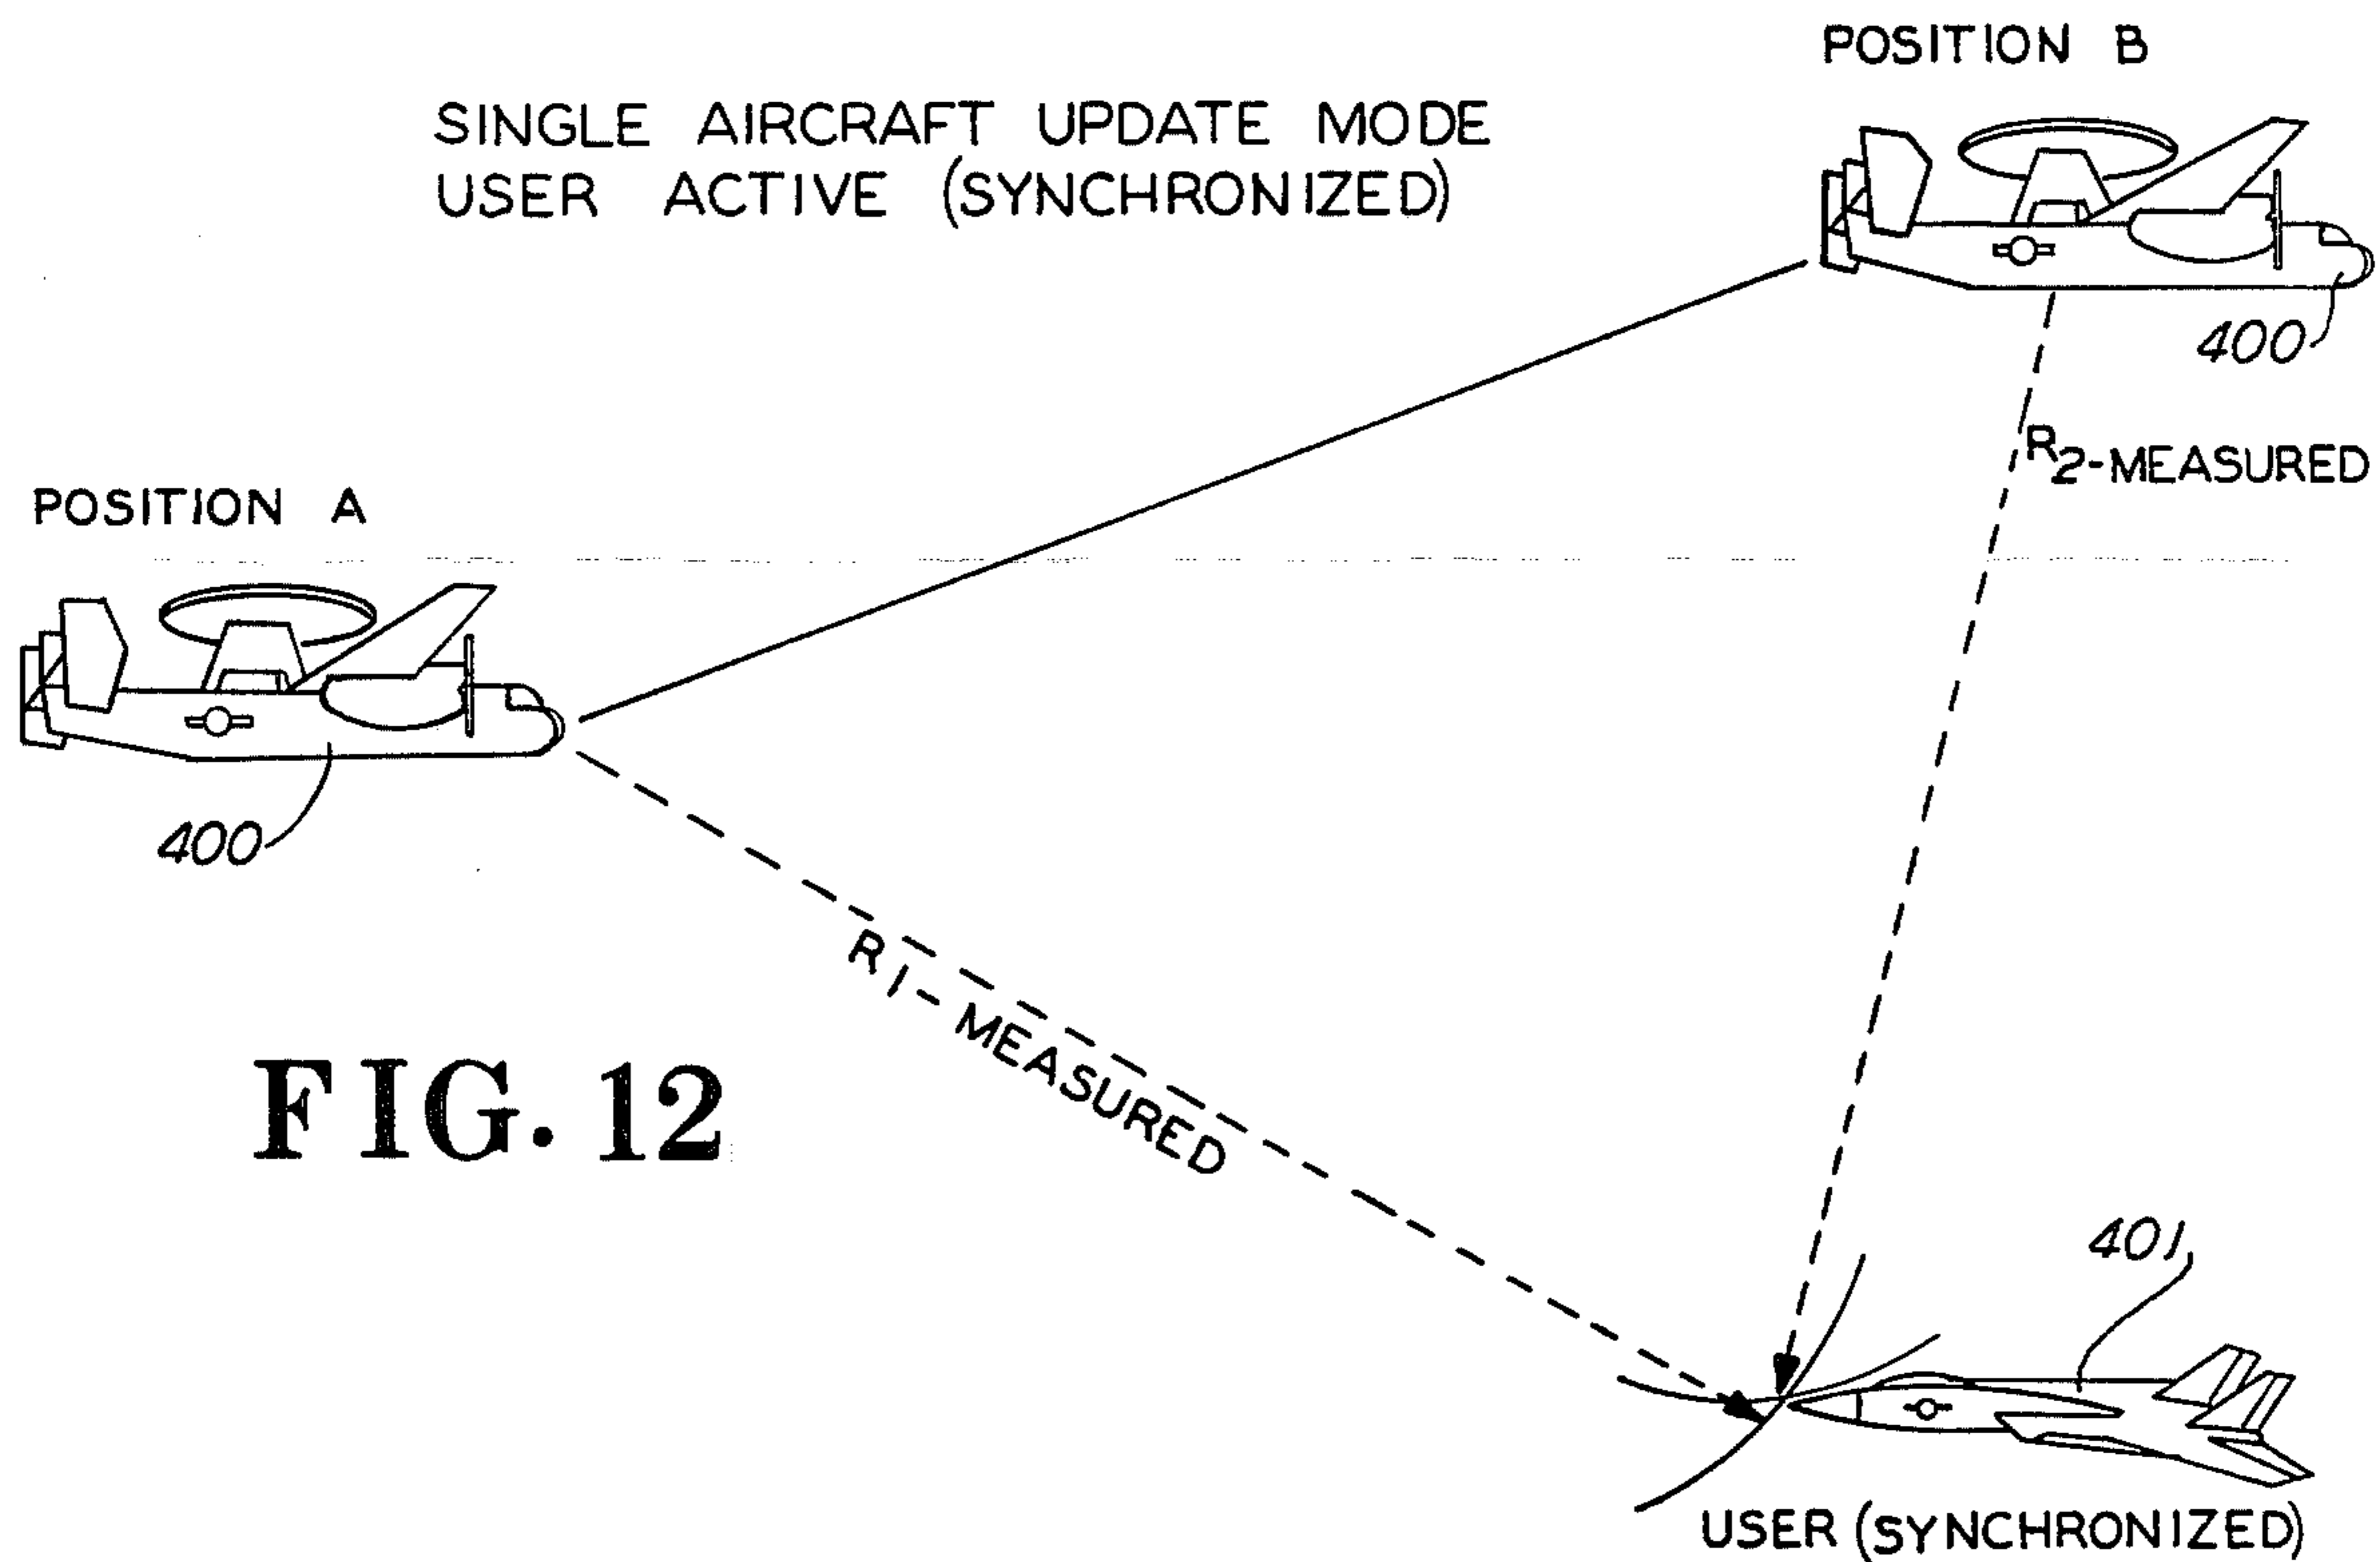 POSITION B
SINGLE AIRCRAFT UPDATE MODE
USER ACTIVE (SYNCHRONIZED)
400
R2-MEASURED
POSITION A
400
R1-MEASURED
FIG. 12
401
USER (SYNCHRONIZED)